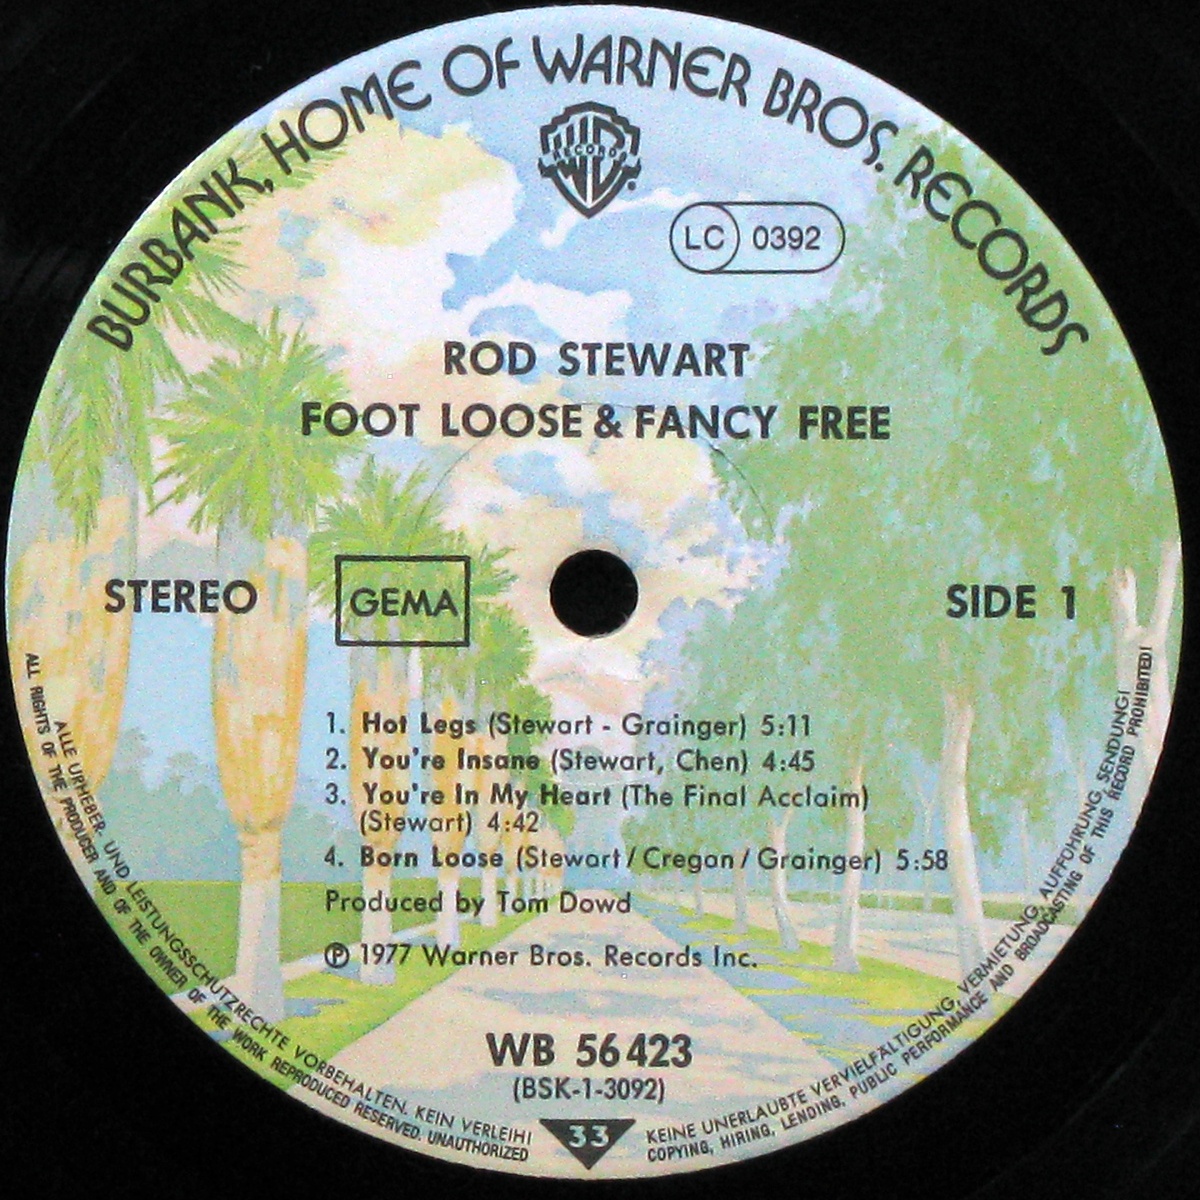 BURBANK, HOME OF WARNER BROS. RECORDS
RECORDS
LC 0392
ROD STEWART
FOOT LOOSE & FANCY FREE
STEREO
GEMA
SIDE 1
1. Hot Legs (Stewart - Grainger) 5:11
2. You're Insane (Stewart, Chen) 4:45
3. You're In My Heart (The Final Acclaim)
(Stewart) 4:42
4. Born Loose (Stewart / Cregan / Grainger) 5:58
Produced by Tom Dowd
℗ 1977 Warner Bros. Records Inc.
WB 56 423
(BSK-1-3092)
33
ALLE URHEBER- UND LEISTUNGSSCHUTZRECHTE VORBEHALTEN. KEIN VERLEIH! KEINE UNERLAUBTE VERVIELFÄLTIGUNG, VERMIETUNG, AUFFÜHRUNG, SENDUNG!
ALL RIGHTS OF THE PRODUCER AND OF THE OWNER OF THE WORK REPRODUCED RESERVED. UNAUTHORIZED COPYING, HIRING, LENDING, PUBLIC PERFORMANCE AND BROADCASTING OF THIS RECORD PROHIBITED!